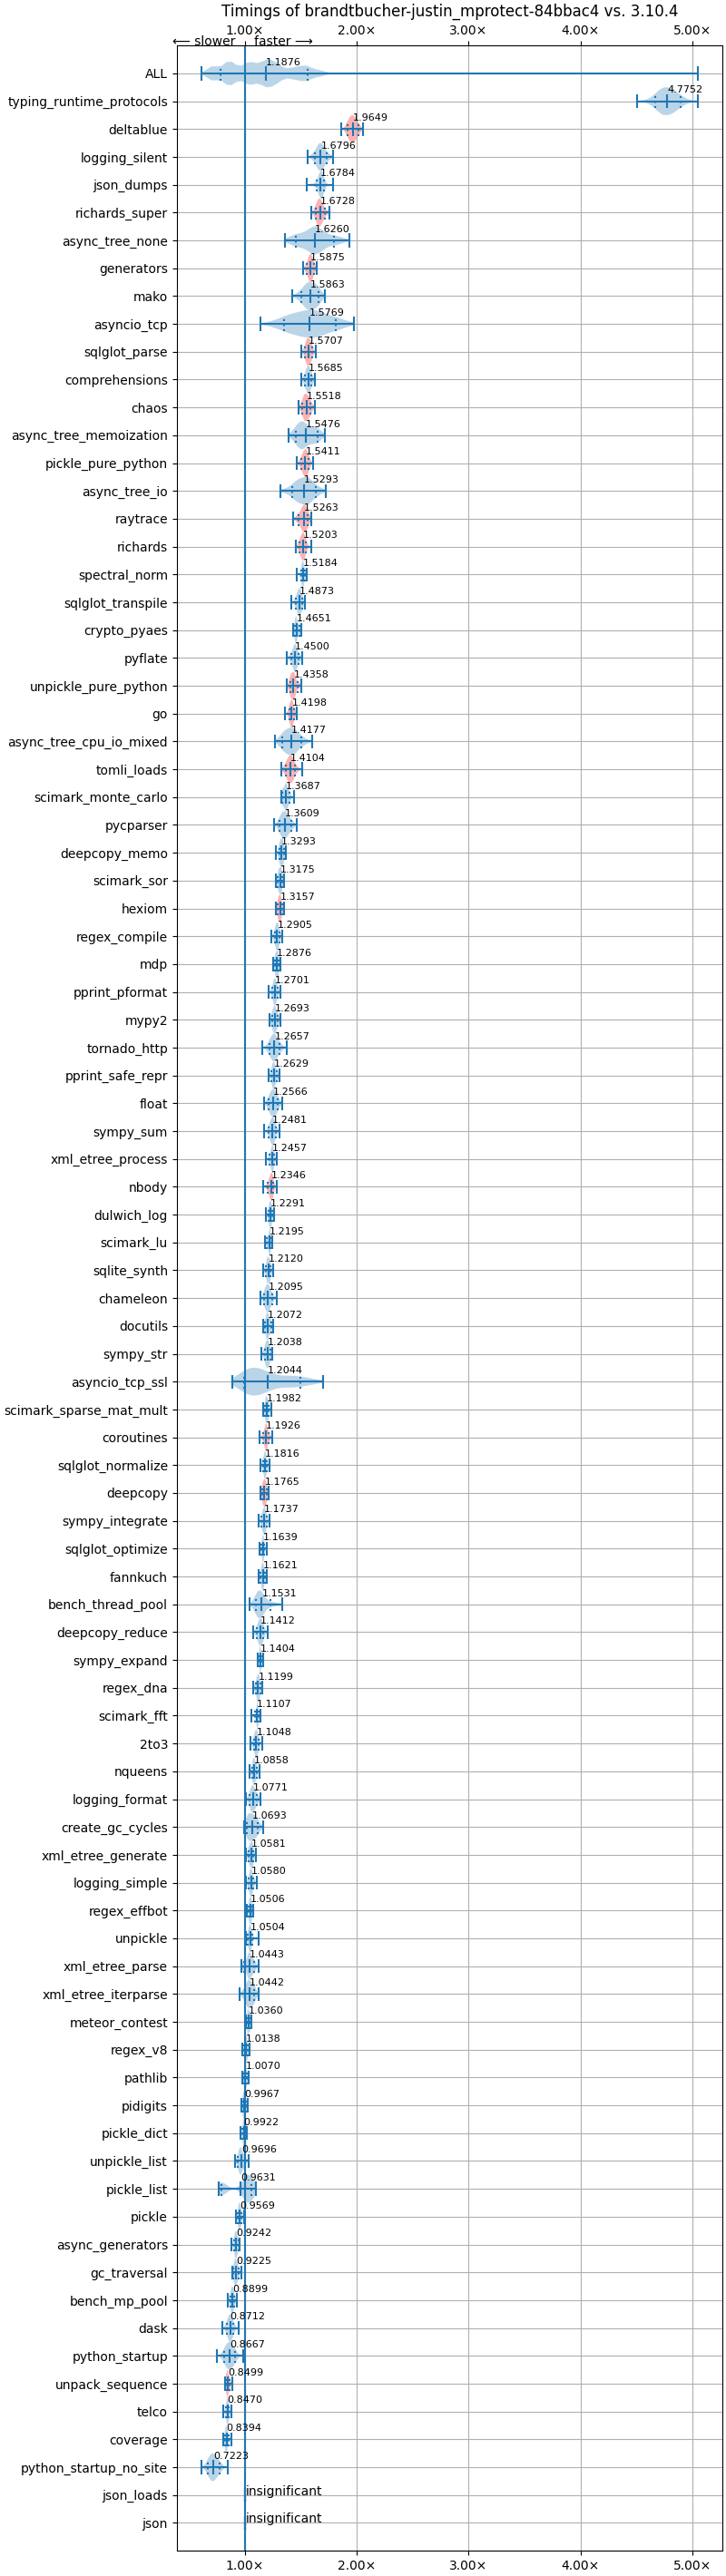 Timings of brandtbucher-justin_mprotect-84bbac4 vs. 3.10.4
1.00× 2.00× 3.00× 4.00× 5.00×
⟵ slower faster ⟶
ALL 1.1876
typing_runtime_protocols 4.7752
deltablue 1.9649
logging_silent 1.6796
json_dumps 1.6784
richards_super 1.6728
async_tree_none 1.6260
generators 1.5875
mako 1.5863
asyncio_tcp 1.5769
sqlglot_parse 1.5707
comprehensions 1.5685
chaos 1.5518
async_tree_memoization 1.5476
pickle_pure_python 1.5411
async_tree_io 1.5293
raytrace 1.5263
richards 1.5203
spectral_norm 1.5184
sqlglot_transpile 1.4873
crypto_pyaes 1.4651
pyflate 1.4500
unpickle_pure_python 1.4358
go 1.4198
async_tree_cpu_io_mixed 1.4177
tomli_loads 1.4104
scimark_monte_carlo 1.3687
pycparser 1.3609
deepcopy_memo 1.3293
scimark_sor 1.3175
hexiom 1.3157
regex_compile 1.2905
mdp 1.2876
pprint_pformat 1.2701
mypy2 1.2693
tornado_http 1.2657
pprint_safe_repr 1.2629
float 1.2566
sympy_sum 1.2481
xml_etree_process 1.2457
nbody 1.2346
dulwich_log 1.2291
scimark_lu 1.2195
sqlite_synth 1.2120
chameleon 1.2095
docutils 1.2072
sympy_str 1.2038
asyncio_tcp_ssl 1.2044
scimark_sparse_mat_mult 1.1982
coroutines 1.1926
sqlglot_normalize 1.1816
deepcopy 1.1765
sympy_integrate 1.1737
sqlglot_optimize 1.1639
fannkuch 1.1621
bench_thread_pool 1.1531
deepcopy_reduce 1.1412
sympy_expand 1.1404
regex_dna 1.1199
scimark_fft 1.1107
2to3 1.1048
nqueens 1.0858
logging_format 1.0771
create_gc_cycles 1.0693
xml_etree_generate 1.0581
logging_simple 1.0580
regex_effbot 1.0506
unpickle 1.0504
xml_etree_parse 1.0443
xml_etree_iterparse 1.0442
meteor_contest 1.0360
regex_v8 1.0138
pathlib 1.0070
pidigits 0.9967
pickle_dict 0.9922
unpickle_list 0.9696
pickle_list 0.9631
pickle 0.9569
async_generators 0.9242
gc_traversal 0.9225
bench_mp_pool 0.8899
dask 0.8712
python_startup 0.8667
unpack_sequence 0.8499
telco 0.8470
coverage 0.8394
python_startup_no_site 0.7223
json_loads insignificant
json insignificant
1.00× 2.00× 3.00× 4.00× 5.00×